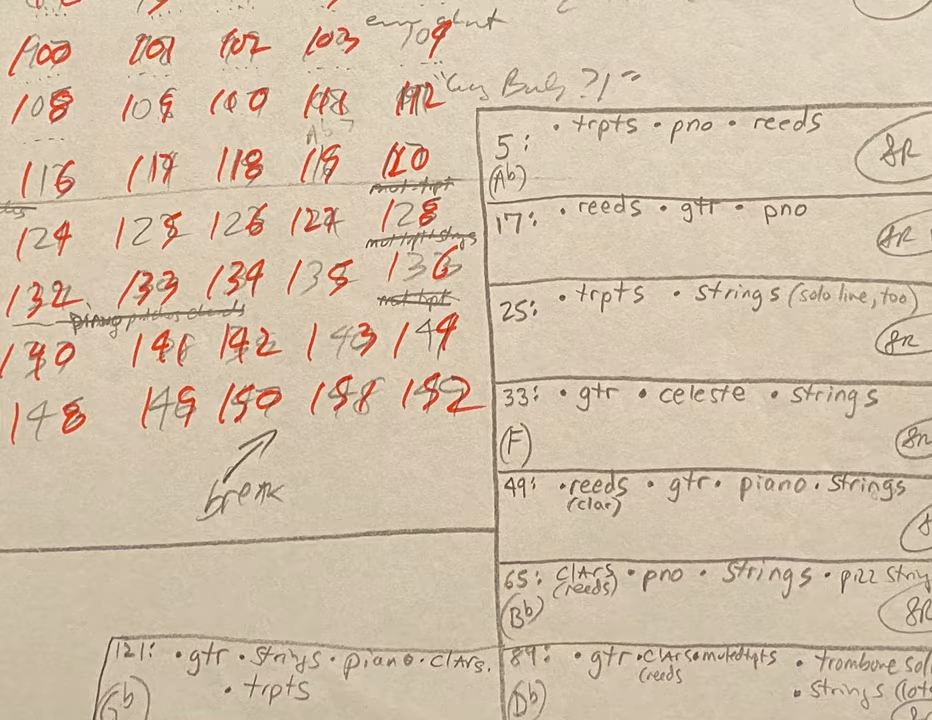 100 101 102 103 104
108 109 110 111 112
Ab
116 117 118 119 120
124 125 126 127 128
132 133 134 135 136
140 141 142 143 144
148 149 150 151 152
break
5: • trpts • pno • reeds
(Ab)
8R
17: • reeds • gtr • pno
8R
25: • trpts • strings (solo line, too)
8R
33: • gtr • celeste • strings
(F)
8R
49: • reeds • gtr • piano • strings
(clar)
65: clARS • pno • strings • pizz
(reeds)
(Bb)
8R
89: • gtr • clARS • mutedtpts • trombone
(reeds
• strings
(Db)
121: • gtr • strings • piano • clArs.
• trpts
(Gb)